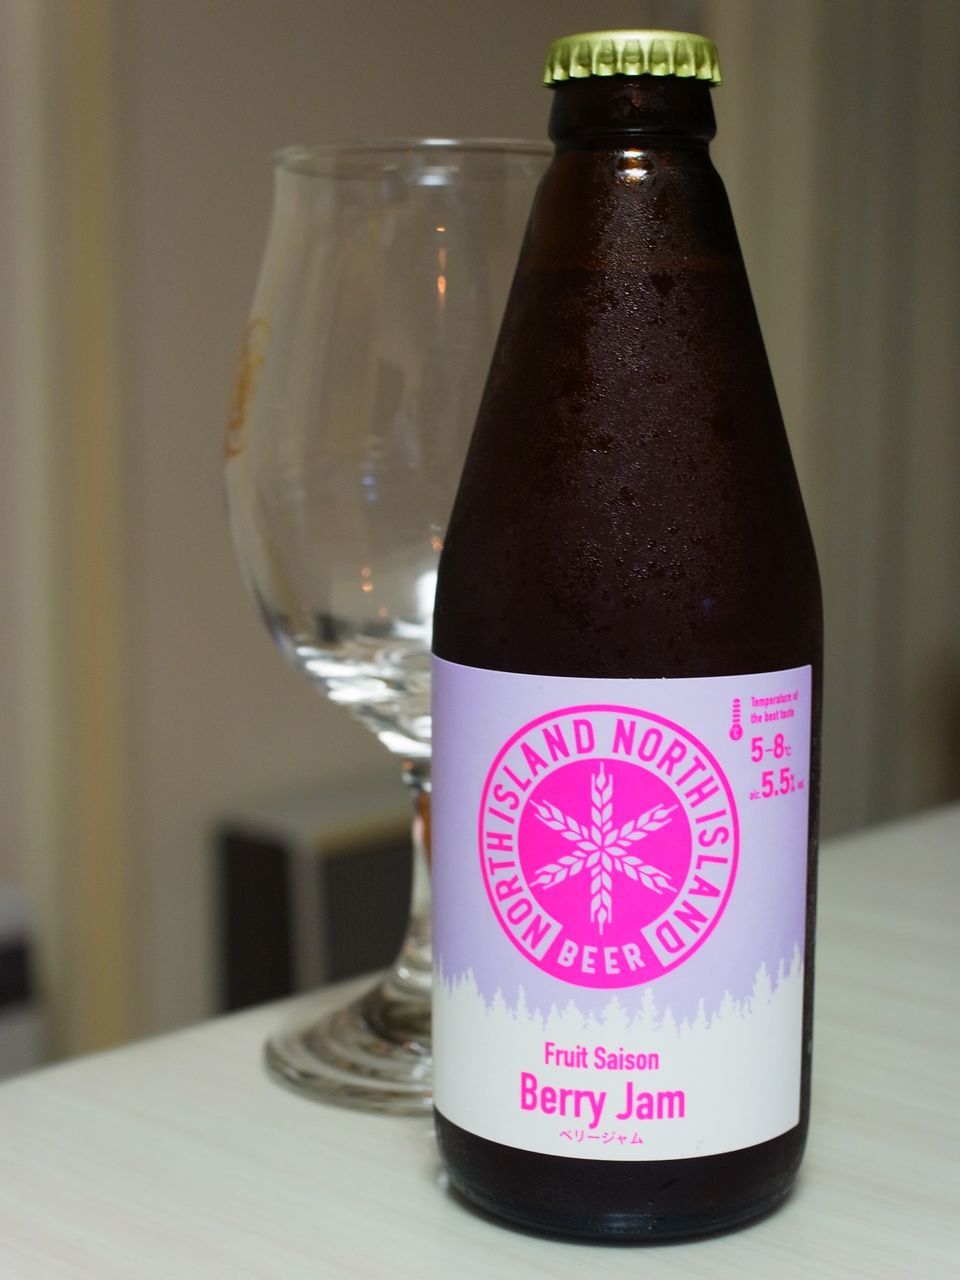 NORTH ISLAND NORTH ISLAND
BEER
Temperature of
the best taste
5-8℃
alc. 5.5% vol.
Fruit Saison
Berry Jam
ベリージャム